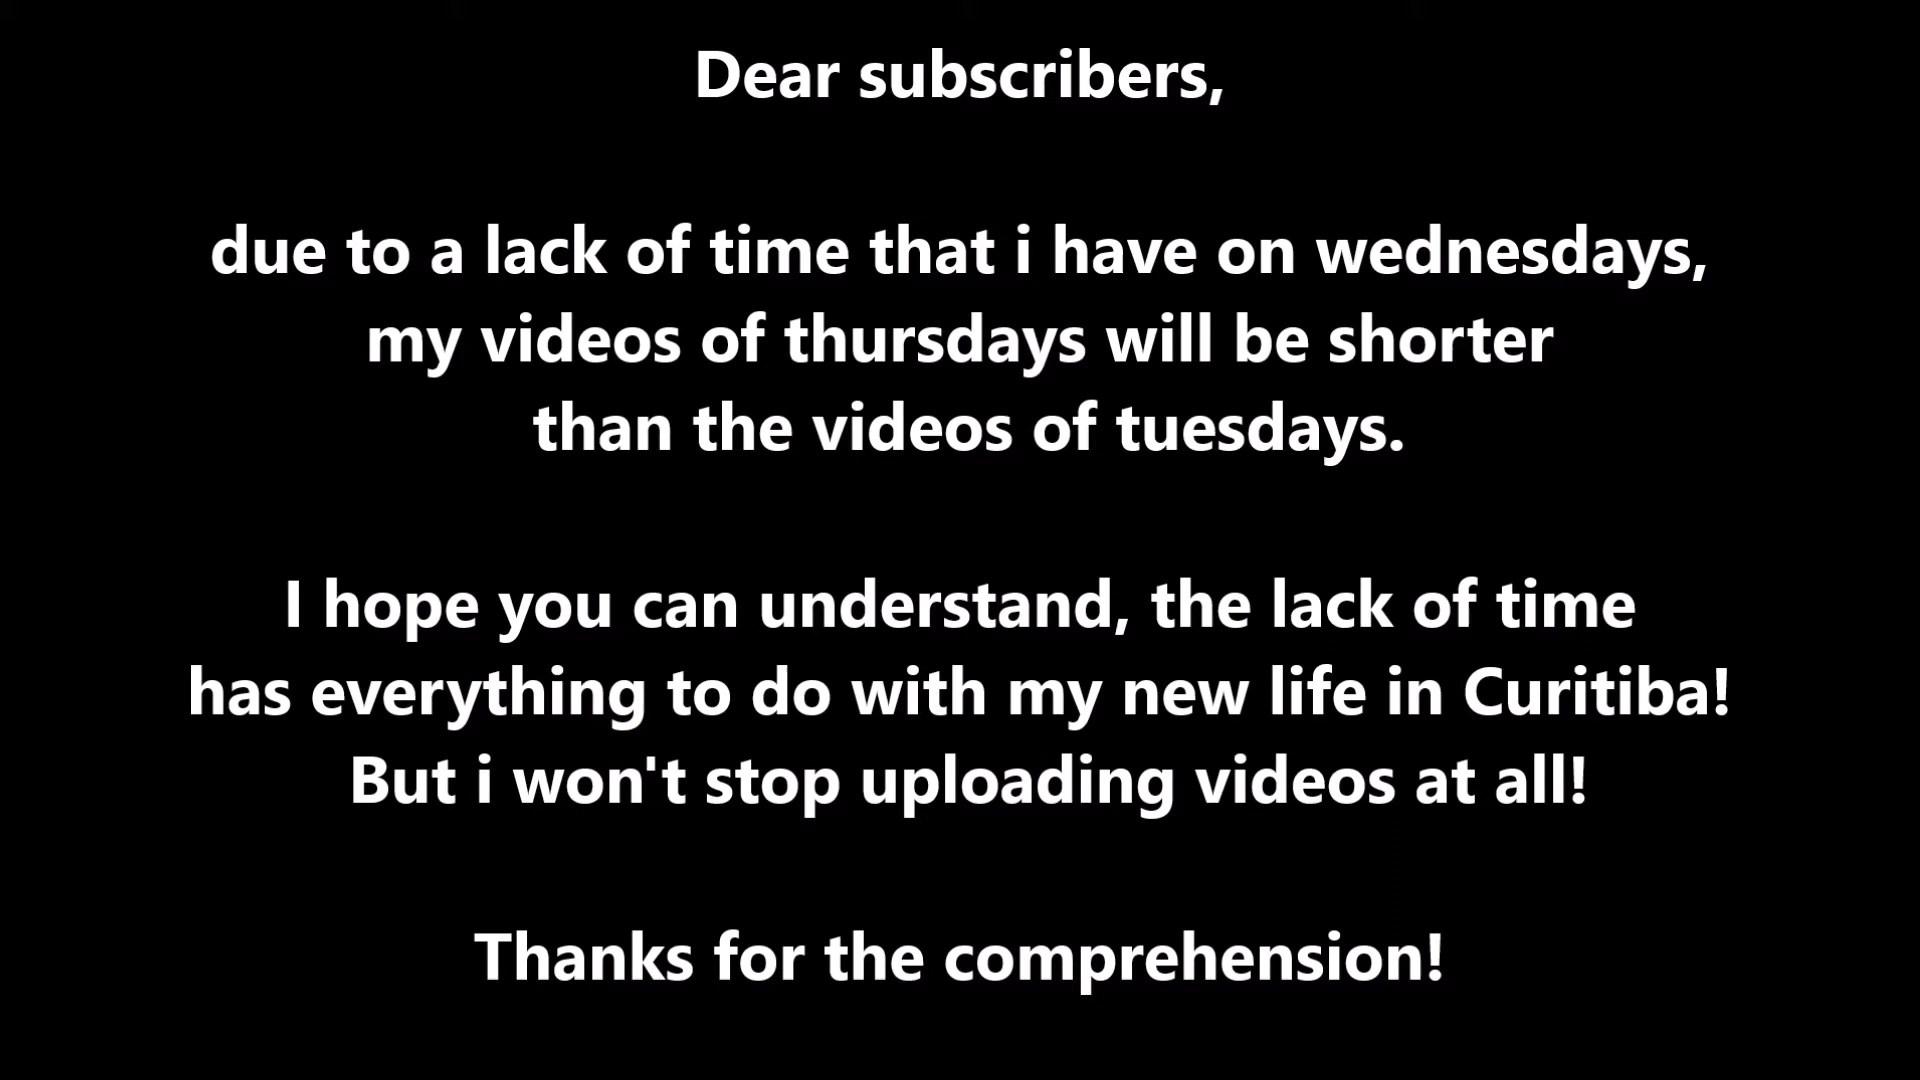 Dear subscribers,
due to a lack of time that i have on wednesdays,
my videos of thursdays will be shorter
than the videos of tuesdays.
I hope you can understand, the lack of time
has everything to do with my new life in Curitiba!
But i won't stop uploading videos at all!
Thanks for the comprehension!